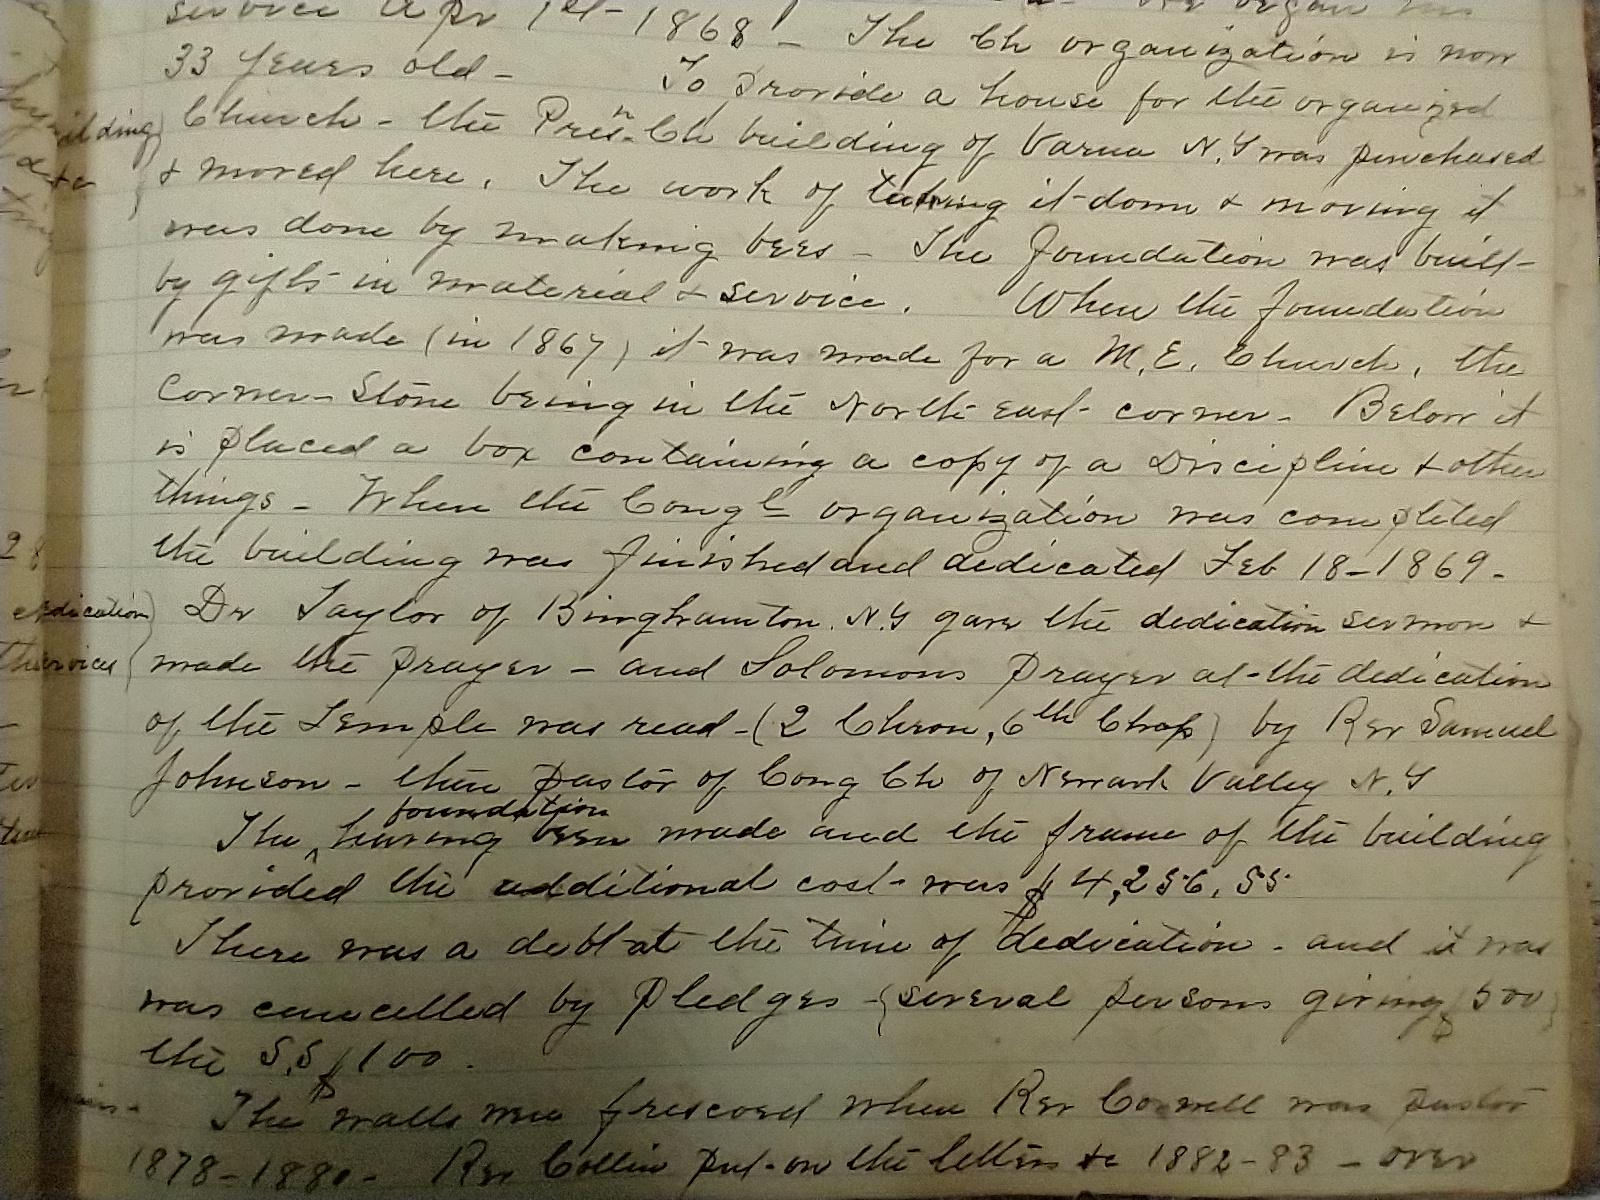 service Apr 1st - 1868 - The Ch organization is now
33 years old - To provide a house for the organized
Church - the Presn. Ch building of Varna N.Y was purchased
& moved here. The work of taking it down & moving it
was done by making bees - The foundation was built
by gifts in material & service. When the foundation
was made (in 1867) it was made for a M.E. Church, the
Corner-Stone being in the North east corner - Below it
is placed a box containing a copy of a Discipline & other
things - When the Congl organization was completed
the building was finished and dedicated Feb 18 - 1869 -
Dr Taylor of Binghamton. N.Y gave the dedication sermon &
made the prayer - and Solomons prayer at the dedication
of the Temple was read - (2 Chron, 6th Chap) by Rev Samuel
Johnson - then pastor of Cong Ch of Newark Valley N.Y
The foundation having been made and the frame of the building
provided the additional cost was $4,256.55
There was a debt at the time of dedication - and it was
was cancelled by pledges - (several persons giving $500)
the S.S $100.
The walls were frescoed when Rev Cornwell was pastor
1878-1880 - Rev Collin put on the letters &c 1882-83 - over